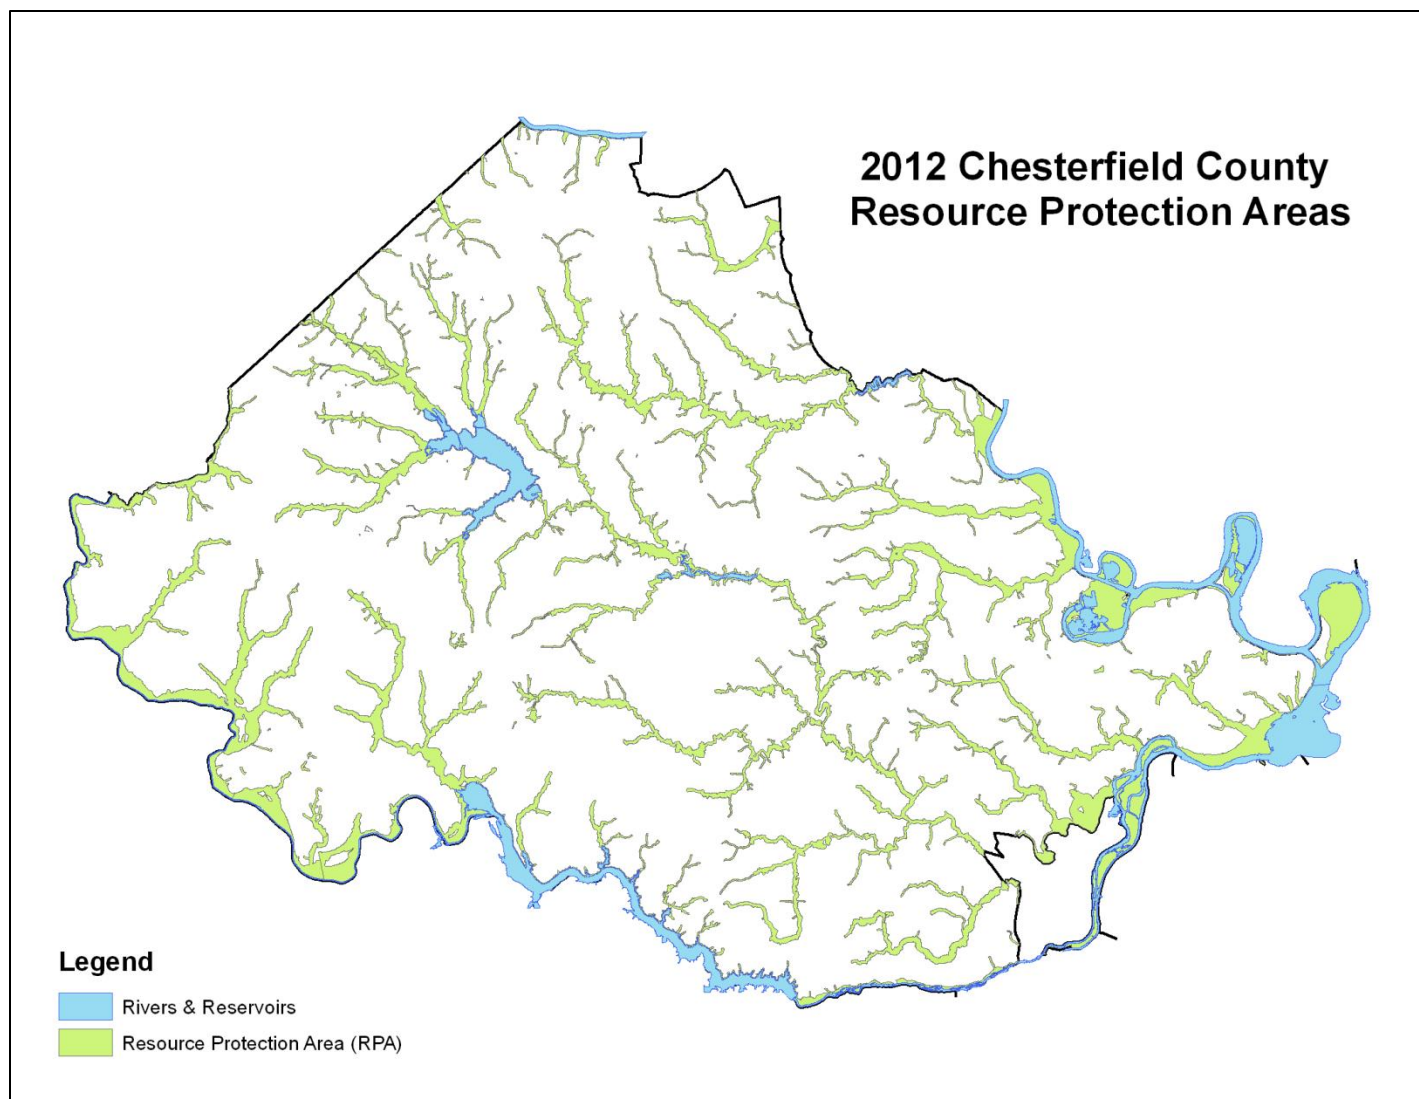 2012 Chesterfield County
Resource Protection Areas
Legend
Rivers & Reservoirs
Resource Protection Area (RPA)